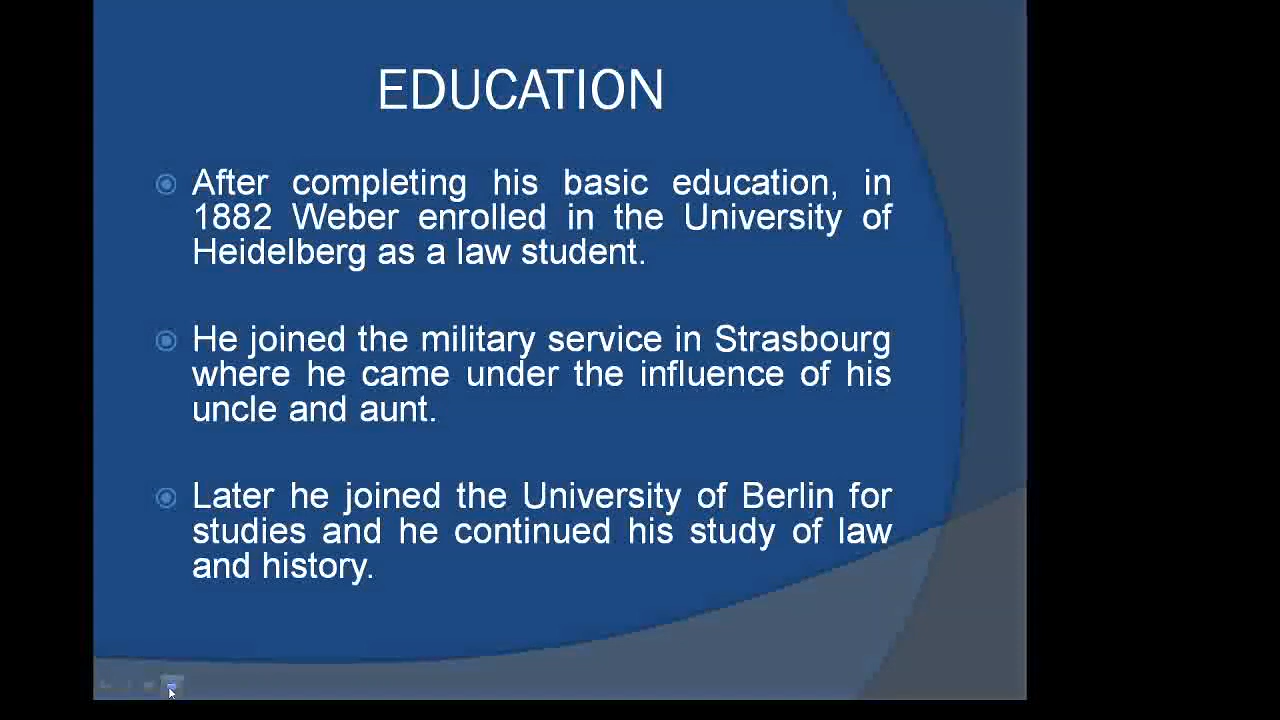 EDUCATION
After completing his basic education, in
1882 Weber enrolled in the University of
Heidelberg as a law student.
He joined the military service in Strasbourg
where he came under the influence of his
uncle and aunt.
Later he joined the University of Berlin for
studies and he continued his study of law
and history.